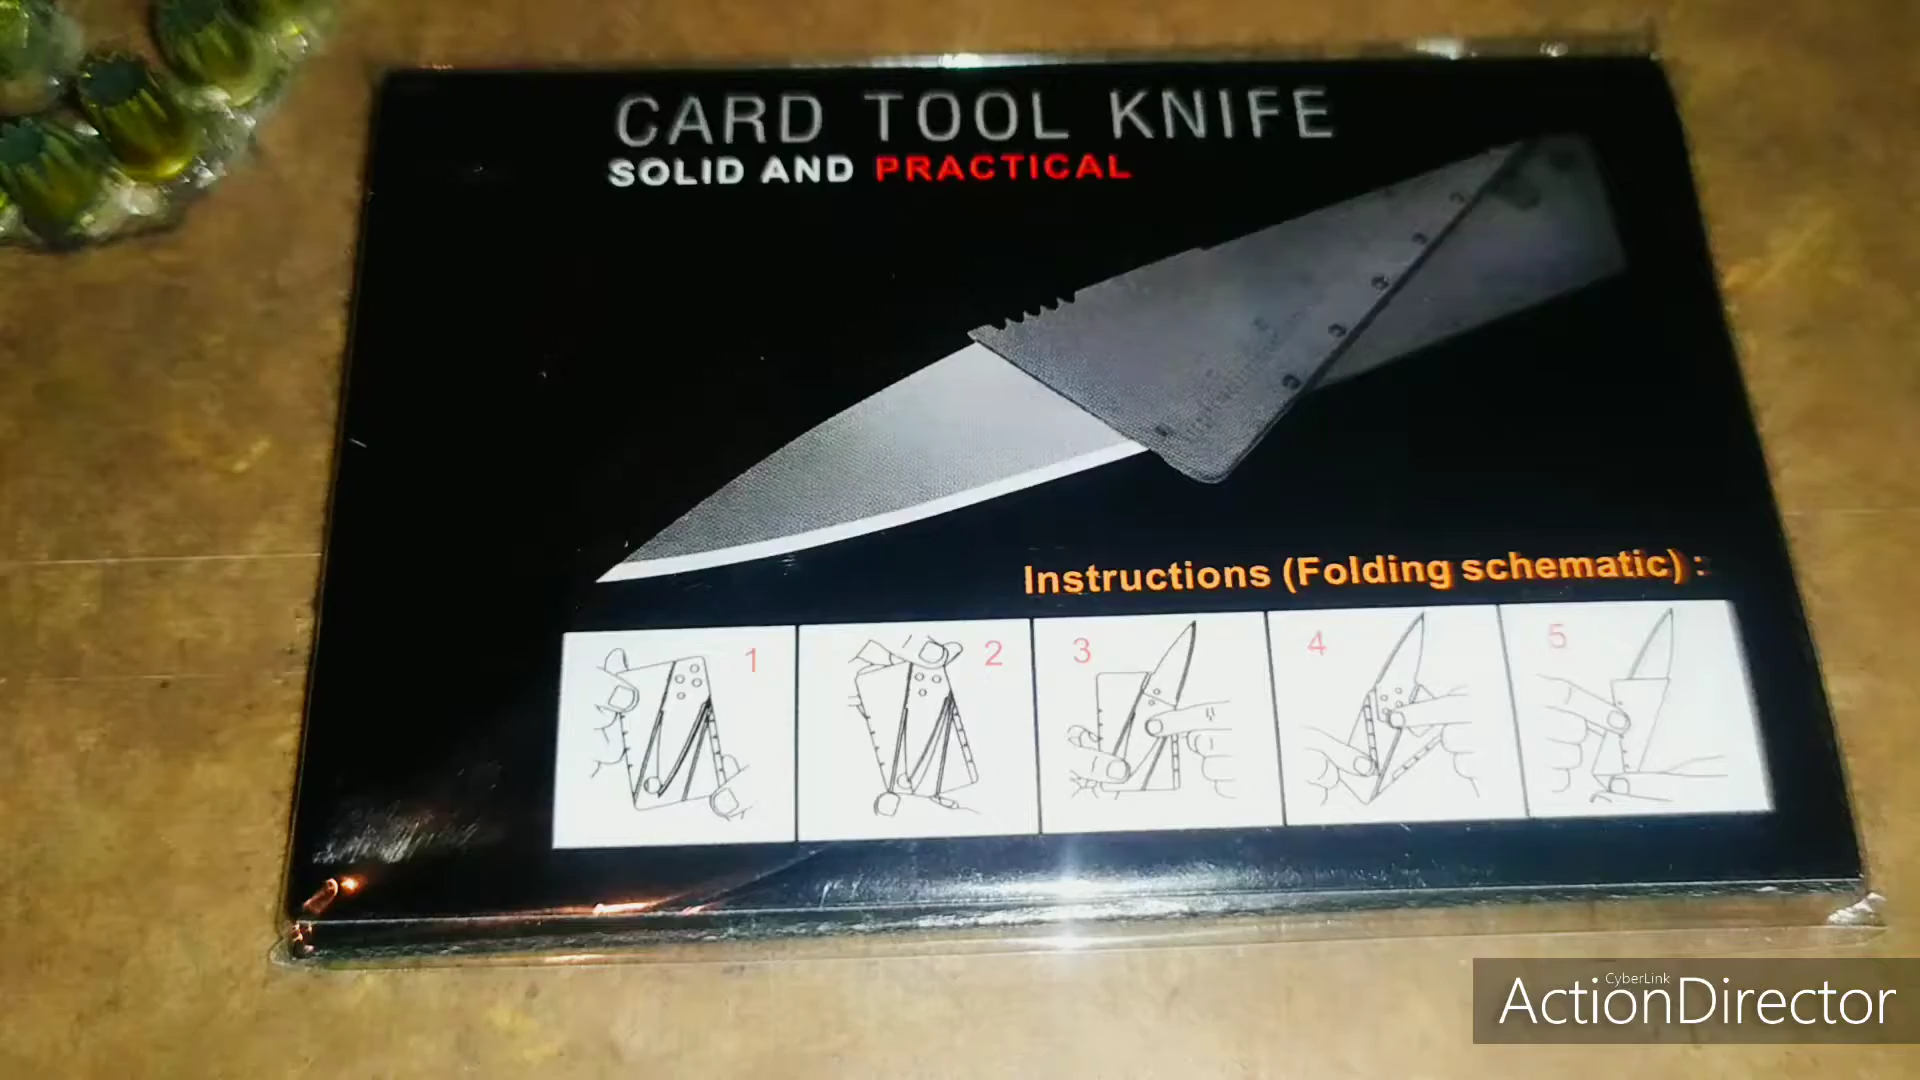 CARD TOOL KNIFE
SOLID AND PRACTICAL
Instructions (Folding schematic) :
1 2 3 4 5
CyberLink
ActionDirector